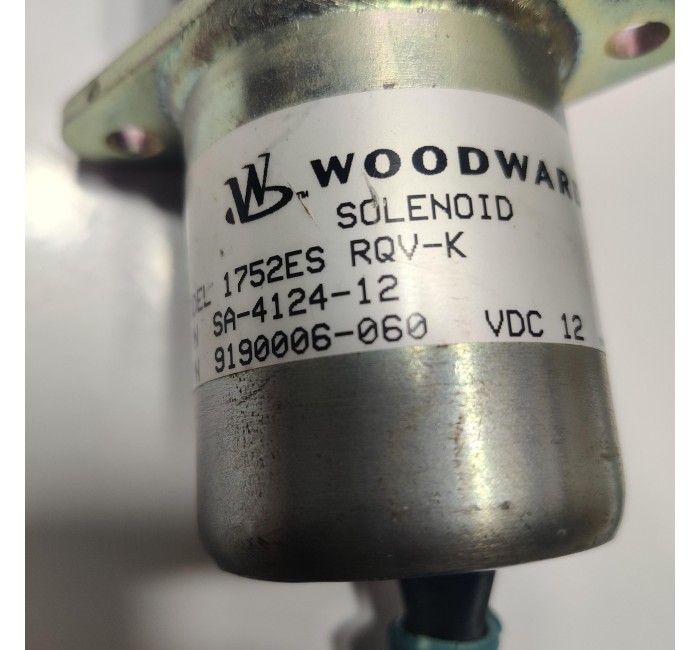 WOODWAR
SOLENOID
DEL 1752ES RQV-K
N SA-4124-12
N 9190006-060 VDC 12